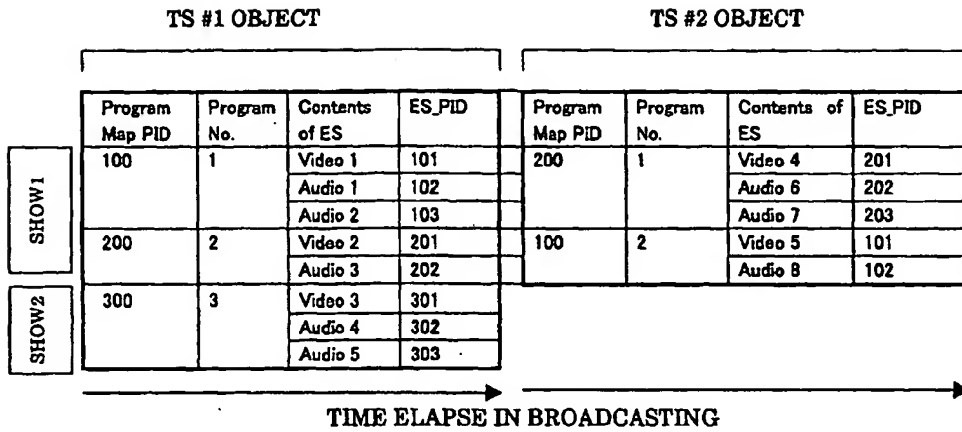 TS #1 OBJECT TS #2 OBJECT
Program Map PID Program No. Contents of ES ES_PID Program Map PID Program No. Contents of ES ES_PID
SHOW1
100 1 Video 1 101 200 1 Video 4 201
Audio 1 102 Audio 6 202
Audio 2 103 Audio 7 203
200 2 Video 2 201 100 2 Video 5 101
Audio 3 202 Audio 8 102
SHOW2
300 3 Video 3 301
Audio 4 302
Audio 5 303
TIME ELAPSE IN BROADCASTING